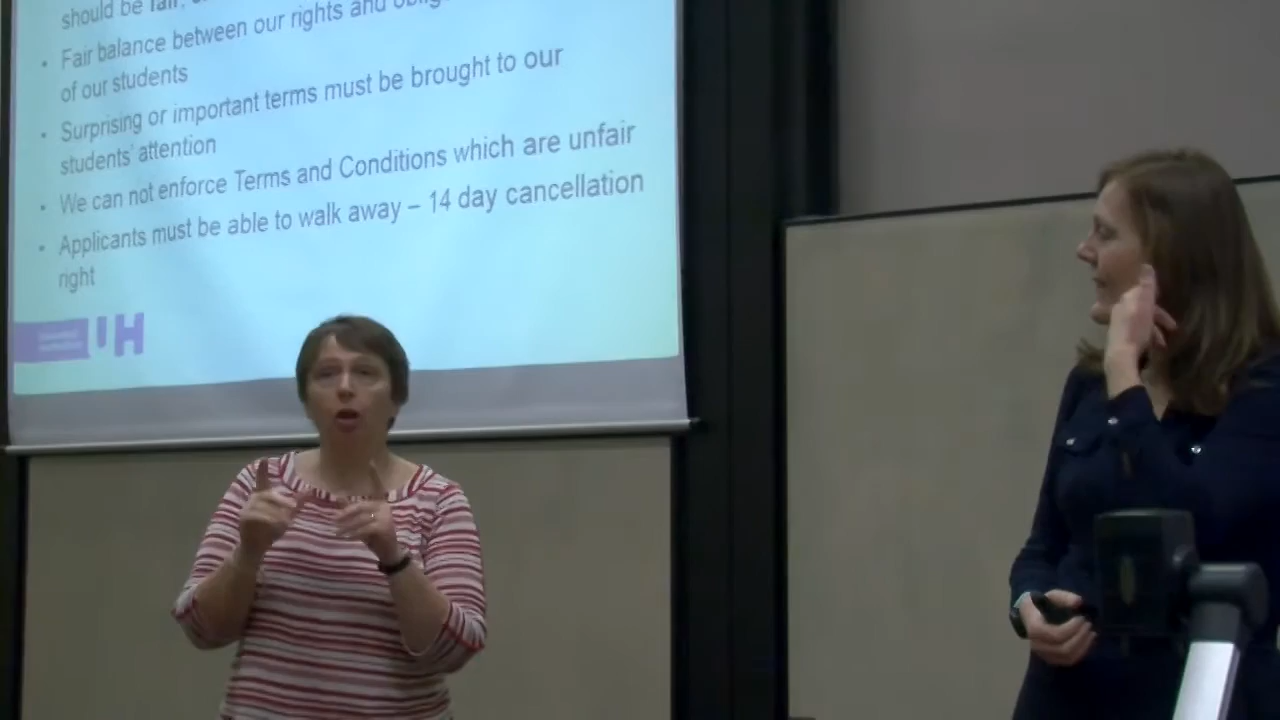 should be fair,
Fair balance between our rights and
of our students
Surprising or important terms must be brought to our
students' attention
We can not enforce Terms and Conditions which are unfair
Applicants must be able to walk away – 14 day cancellation
right
UH